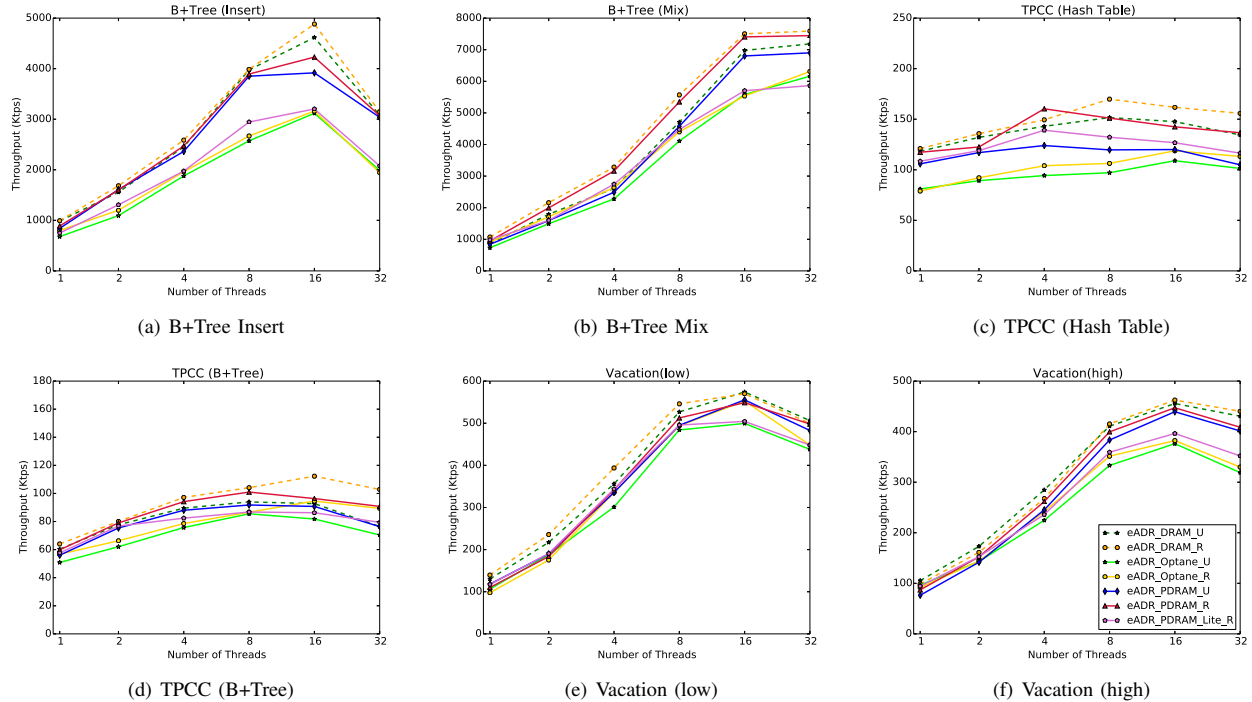 B+Tree (Insert)
5000
4000
3000
2000
1000
0
Throughput (Ktps)
1 2 4 8 16 32
Number of Threads
(a) B+Tree Insert
B+Tree (Mix)
8000
7000
6000
5000
4000
3000
2000
1000
0
Throughput (Ktps)
1 2 4 8 16 32
Number of Threads
(b) B+Tree Mix
TPCC (Hash Table)
250
200
150
100
50
0
Throughput (Ktps)
1 2 4 8 16 32
Number of Threads
(c) TPCC (Hash Table)
TPCC (B+Tree)
180
160
140
120
100
80
60
40
20
0
Throughput (Ktps)
1 2 4 8 16 32
Number of Threads
(d) TPCC (B+Tree)
Vacation(low)
600
500
400
300
200
100
0
Throughput (Ktps)
1 2 4 8 16 32
Number of Threads
(e) Vacation (low)
Vacation(high)
500
400
300
200
100
0
Throughput (Ktps)
eADR_DRAM_U
eADR_DRAM_R
eADR_Optane_U
eADR_Optane_R
eADR_PDRAM_U
eADR_PDRAM_R
eADR_PDRAM_Lite_R
1 2 4 8 16 32
Number of Threads
(f) Vacation (high)